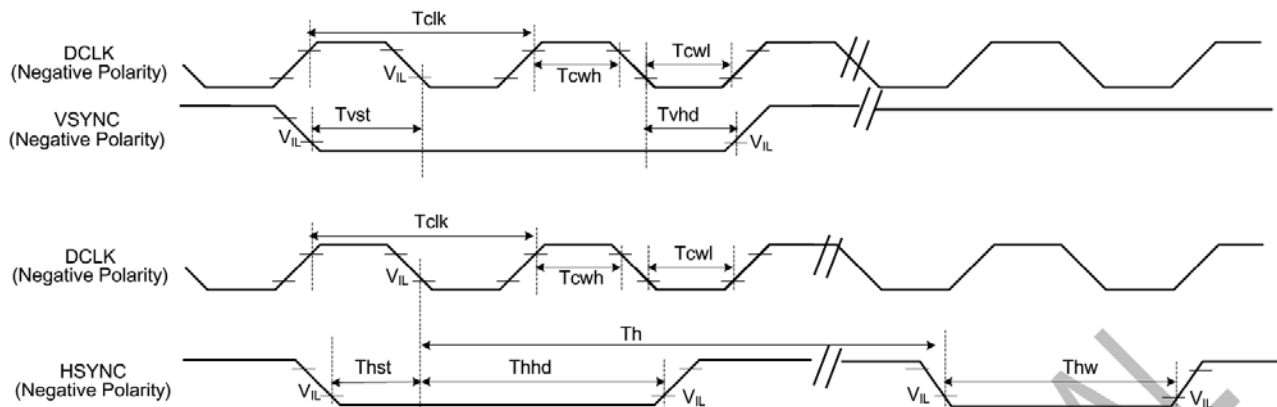 Tclk
DCLK
(Negative Polarity)
VIL
Tcwh
Tcwl
VSYNC
(Negative Polarity)
VIL
Tvst
Tvhd
VIL
Tclk
DCLK
(Negative Polarity)
VIL
Tcwh
Tcwl
Th
HSYNC
(Negative Polarity)
VIL
Thst
Thhd
VIL
VIL
Thw
VIL